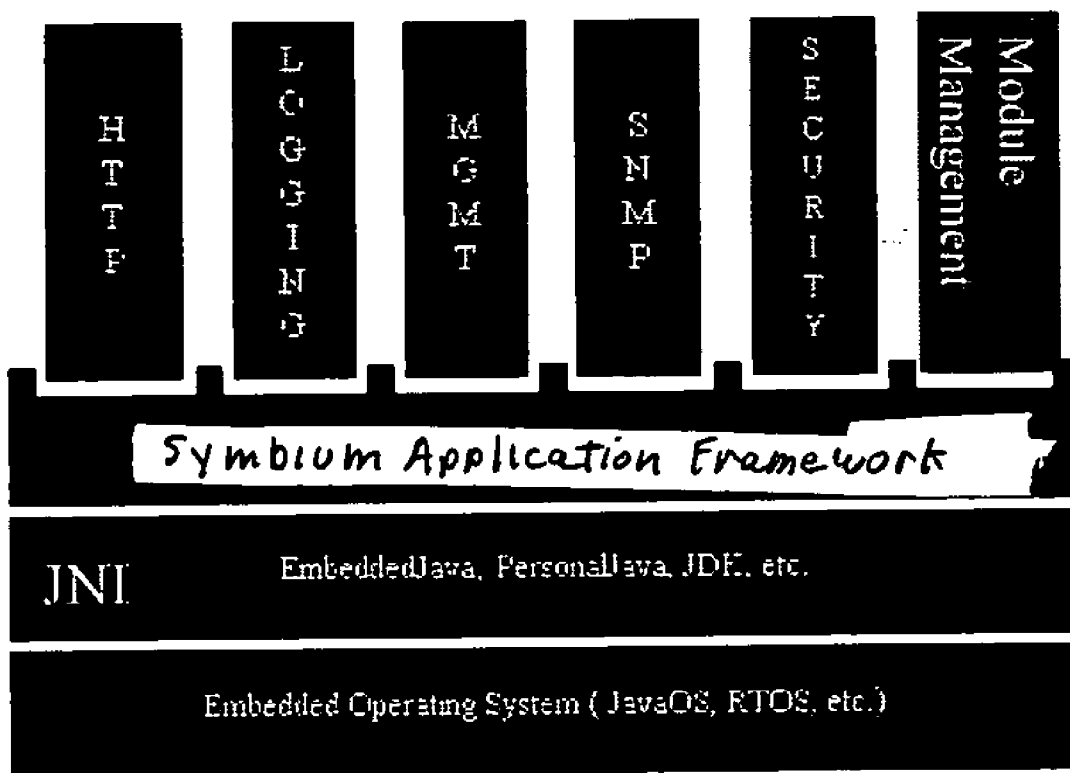 HTTP
LOGGING
MGMT
SNMP
SECURITY
Module
Management
Symbium Application Framework
JNI
EmbeddedJava, PersonalJava, JDK, etc.
Embedded Operating System ( JavaOS, RTOS, etc.)